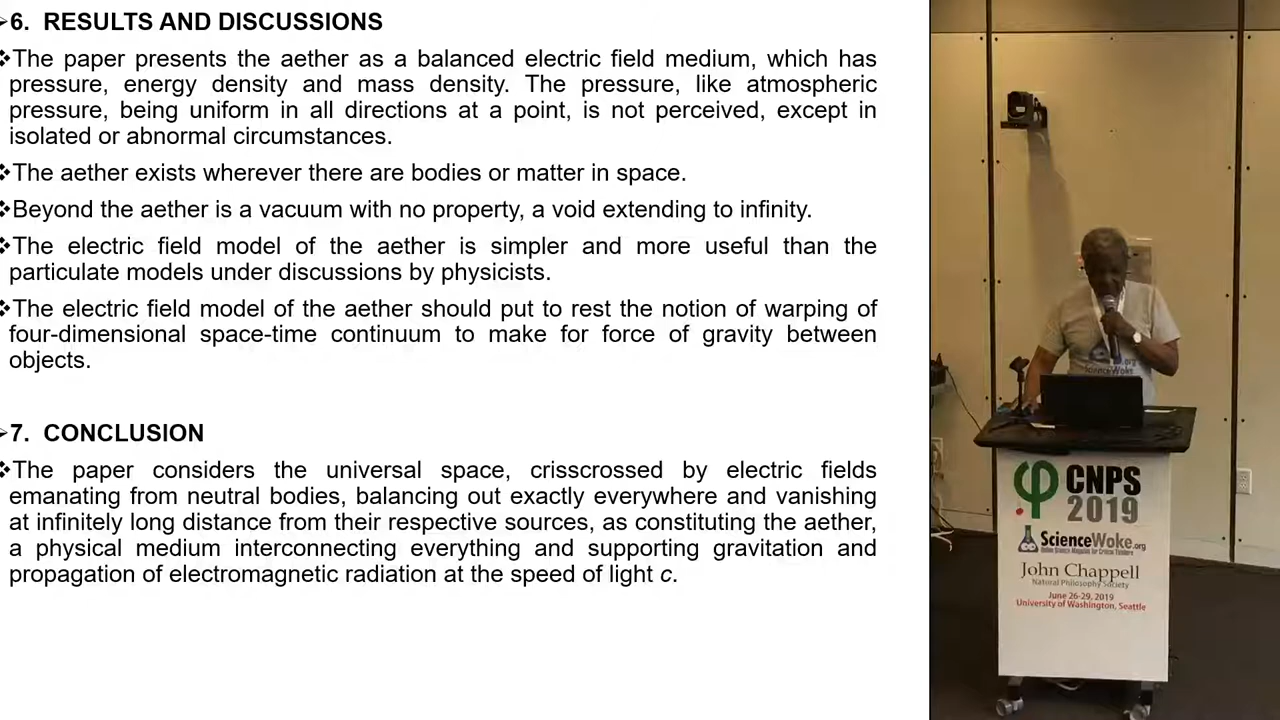 6. RESULTS AND DISCUSSIONS
The paper presents the aether as a balanced electric field medium, which has
pressure, energy density and mass density. The pressure, like atmospheric
pressure, being uniform in all directions at a point, is not perceived, except in
isolated or abnormal circumstances.
The aether exists wherever there are bodies or matter in space.
Beyond the aether is a vacuum with no property, a void extending to infinity.
The electric field model of the aether is simpler and more useful than the
particulate models under discussions by physicists.
The electric field model of the aether should put to rest the notion of warping of
four-dimensional space-time continuum to make for force of gravity between
objects.
7. CONCLUSION
The paper considers the universal space, crisscrossed by electric fields
emanating from neutral bodies, balancing out exactly everywhere and vanishing
at infinitely long distance from their respective sources, as constituting the aether,
a physical medium interconnecting everything and supporting gravitation and
propagation of electromagnetic radiation at the speed of light c.
.org
ScienceWoke
CNPS
2019
ScienceWoke.org
Online Science Magazine for Critical Thinkers
John Chappell
Natural Philosophy Society
June 26-29, 2019
University of Washington, Seattle